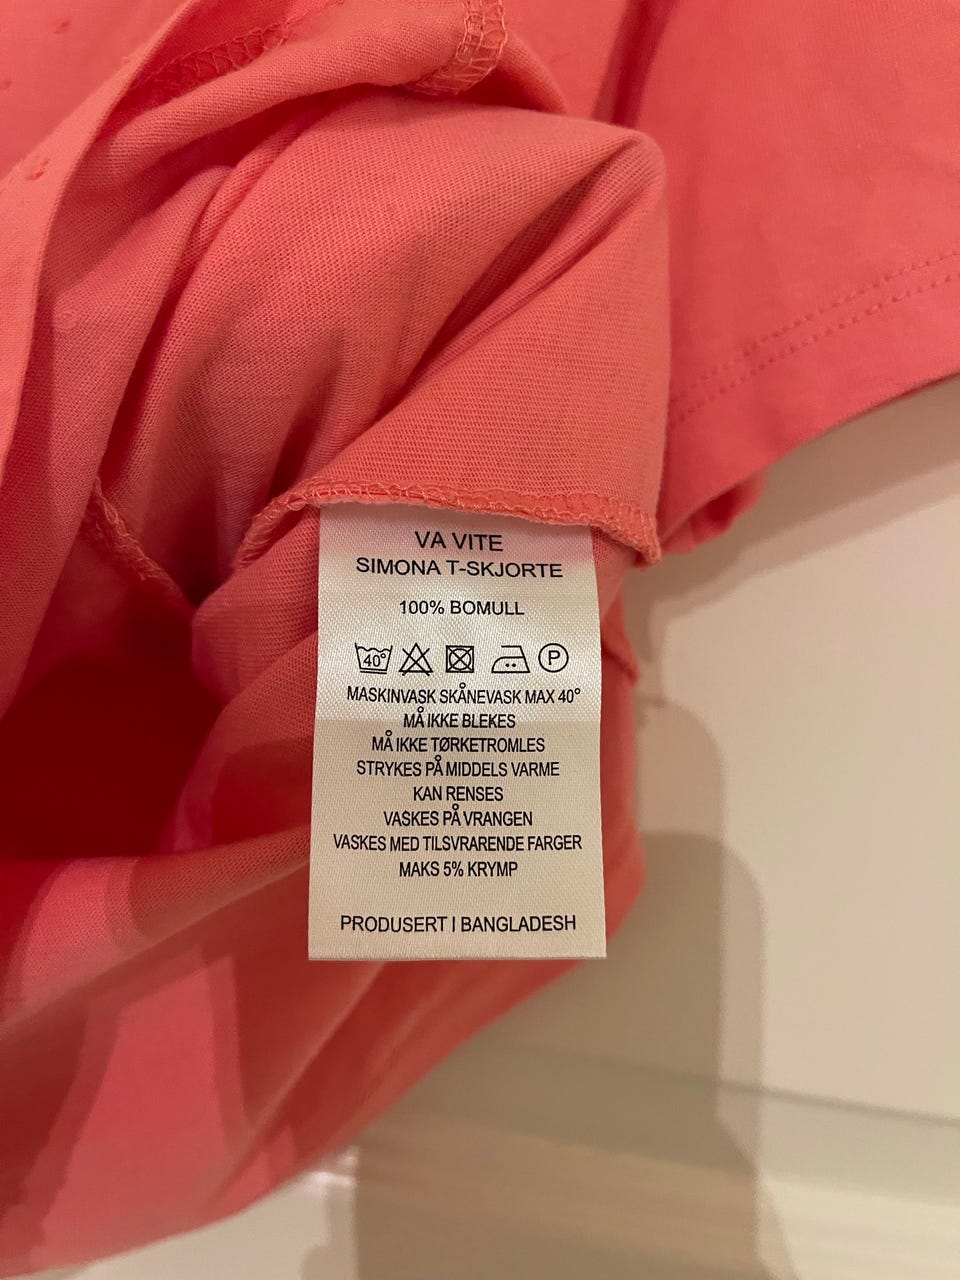 VA VITE
SIMONA T-SKJORTE
100% BOMULL
40° P
MASKINVASK SKÅNEVASK MAX 40°
MÅ IKKE BLEKES
MÅ IKKE TØRKETROMLES
STRYKES PÅ MIDDELS VARME
KAN RENSES
VASKES PÅ VRANGEN
VASKES MED TILSVRARENDE FARGER
MAKS 5% KRYMP
PRODUSERT I BANGLADESH